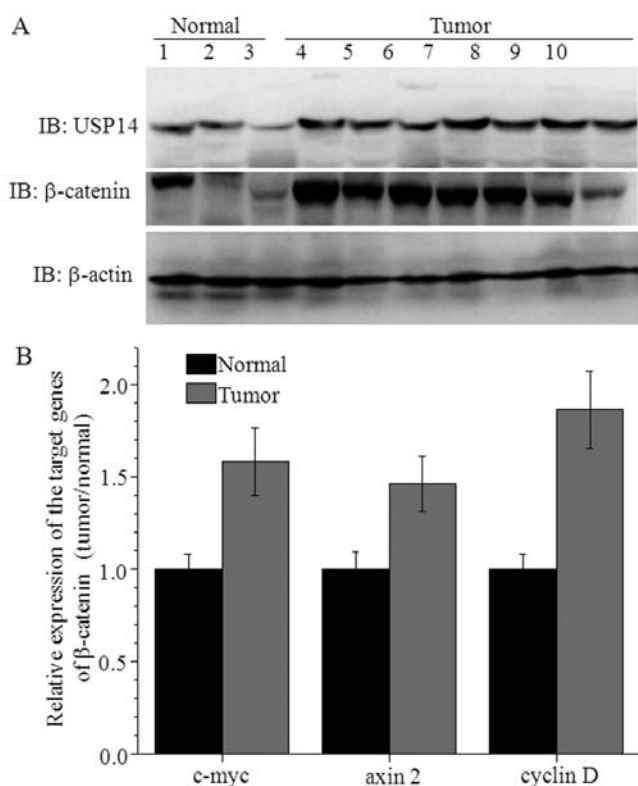 A
Normal Tumor
1 2 3 4 5 6 7 8 9 10
IB: USP14
IB: β-catenin
IB: β-actin
B
Normal
Tumor
Relative expression of the target genes
of β-catenin (tumor/normal)
2.0
1.5
1.0
0.5
0.0
c-myc axin 2 cyclin D